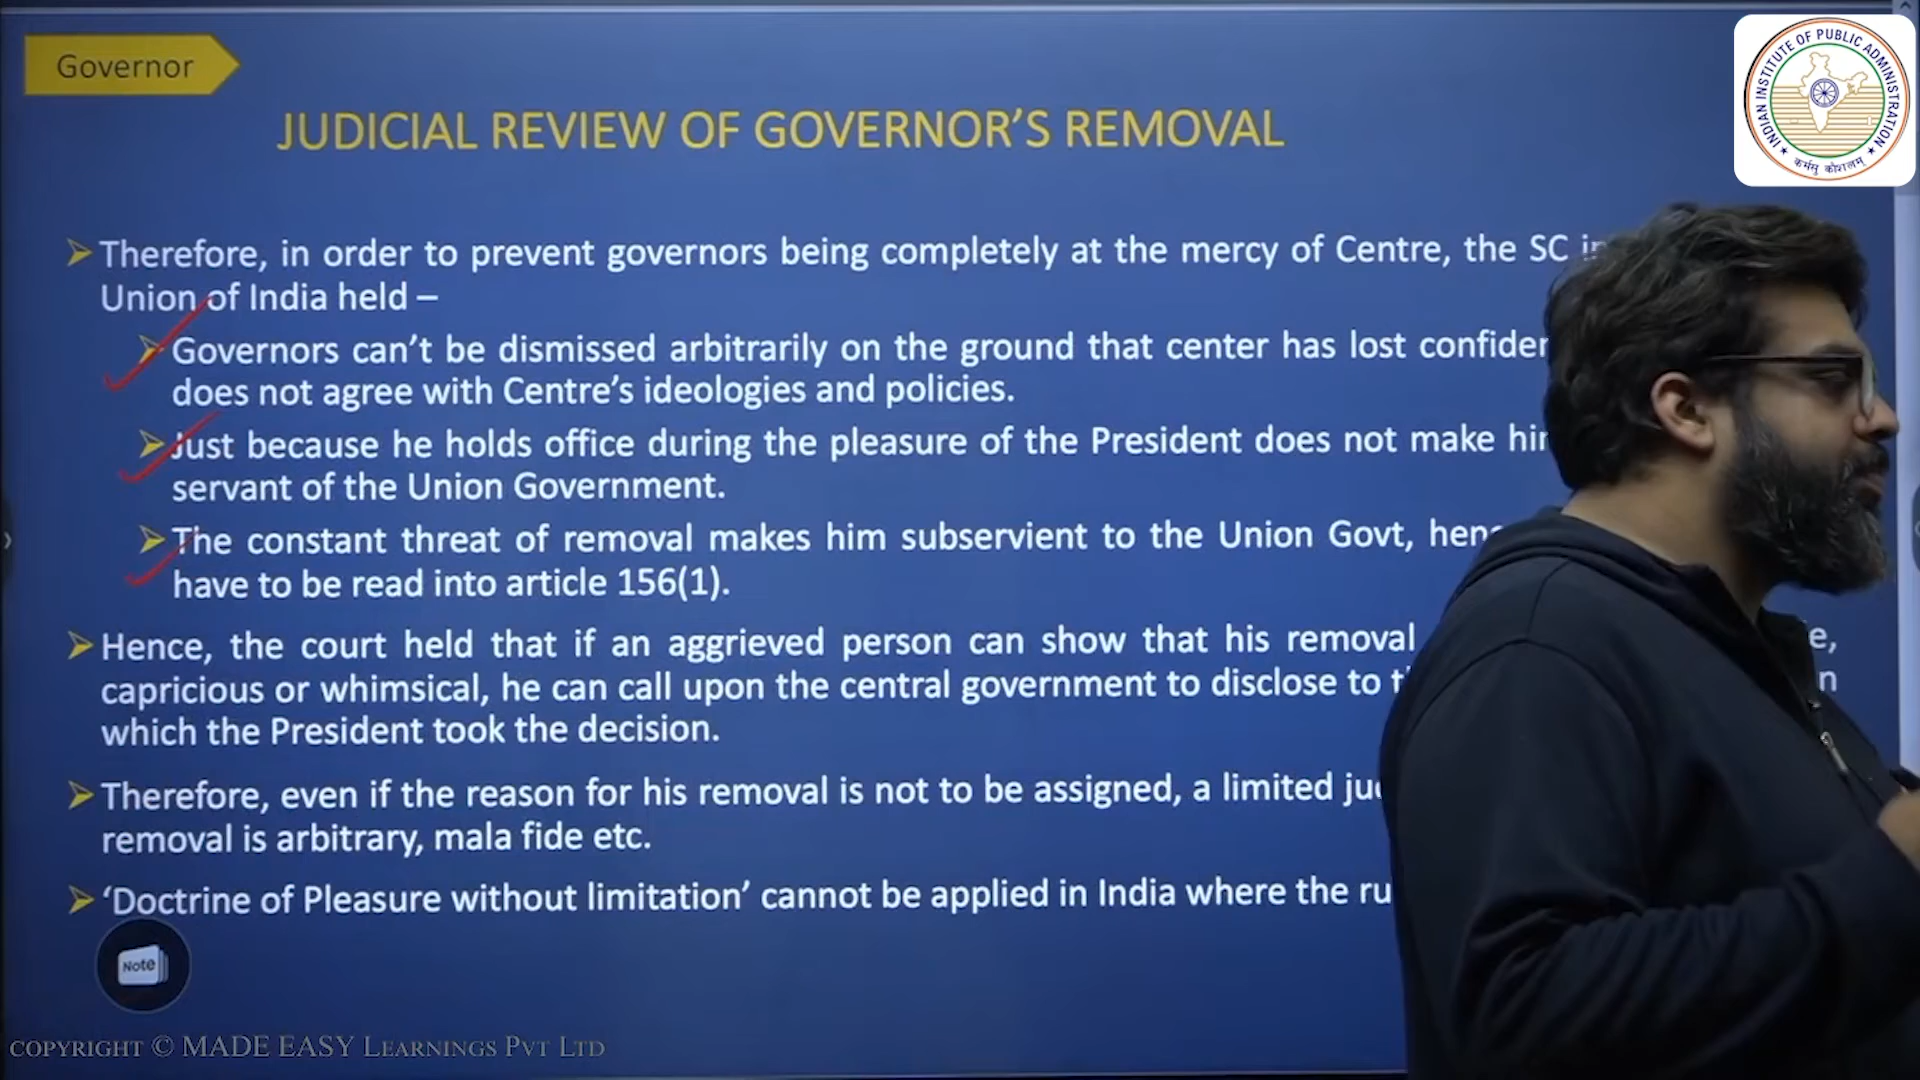 Governor
INDIAN INSTITUTE OF PUBLIC ADMINISTRATION
कर्मसु कौशलम्
JUDICIAL REVIEW OF GOVERNOR'S REMOVAL
Therefore, in order to prevent governors being completely at the mercy of Centre, the SC in
Union of India held –
Governors can't be dismissed arbitrarily on the ground that center has lost
does not agree with Centre's ideologies and policies.
Just because he holds office during the pleasure of the President does not make
servant of the Union Government.
The constant threat of removal makes him subservient to the Union Govt,
have to be read into article 156(1).
Hence, the court held that if an aggrieved person can show that his removal
capricious or whimsical, he can call upon the central government to disclose to
which the President took the decision.
Therefore, even if the reason for his removal is not to be assigned, a limited
removal is arbitrary, mala fide etc.
'Doctrine of Pleasure without limitation' cannot be applied in India where the
Note
COPYRIGHT © MADE EASY LEARNINGS PVT LTD